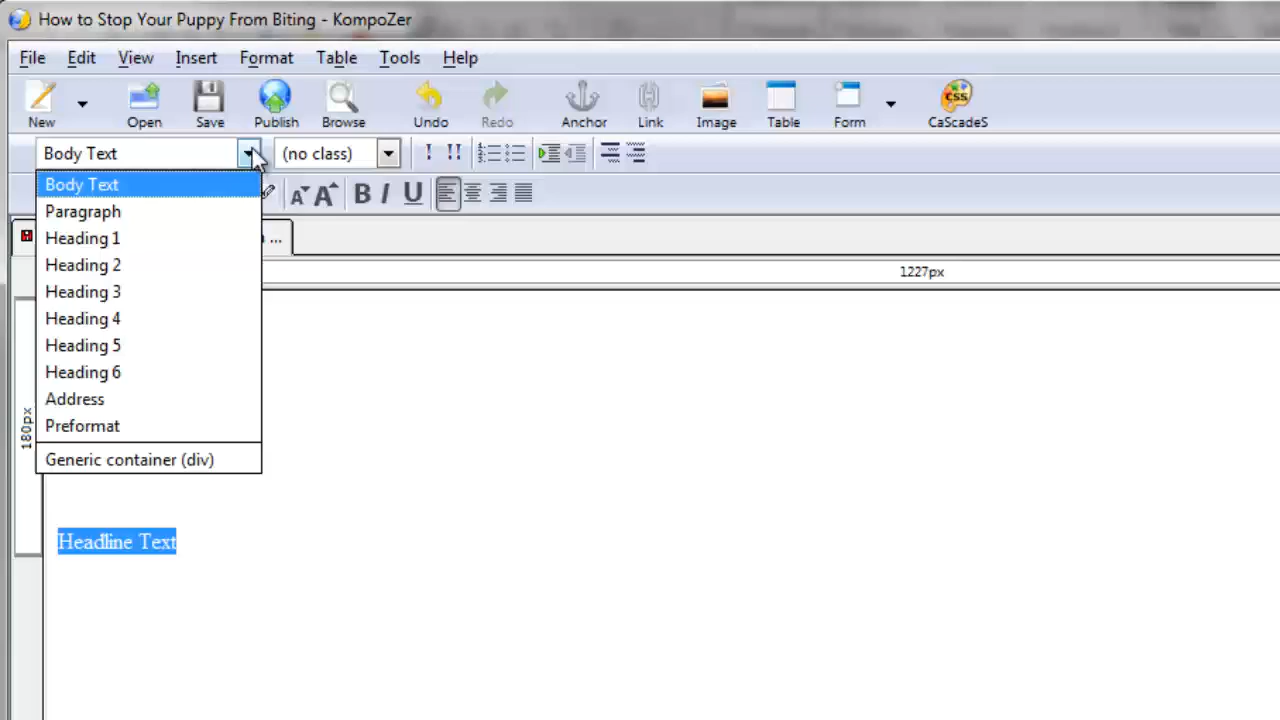 How to Stop Your Puppy From Biting - KompoZer
File Edit View Insert Format Table Tools Help
New Open Save Publish Browse Undo Redo Anchor Link Image Table Form CSS CaScadeS
Body Text (no class) ! !!
Body Text
B I U
Paragraph
Heading 1
...
Heading 2
1227px
Heading 3
Heading 4
Heading 5
Heading 6
Address
Preformat
180px
Generic container (div)
Headline Text